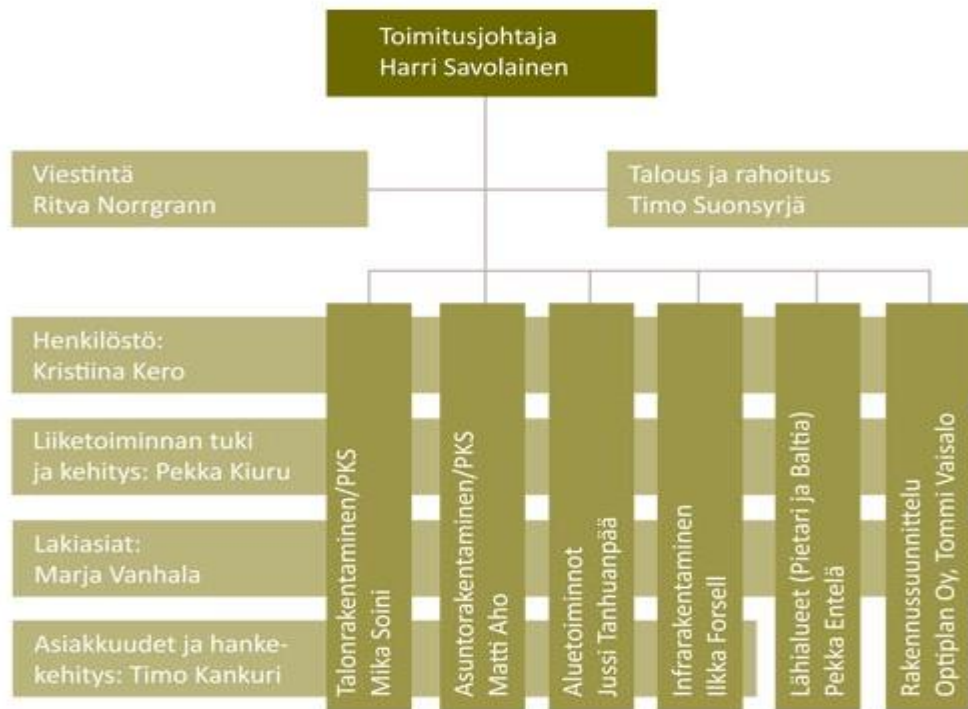 Toimitusjohtaja
Harri Savolainen
Viestintä
Ritva Norrgrann
Talous ja rahoitus
Timo Suonsyrjä
Henkilöstö:
Kristiina Kero
Liiketoiminnan tuki
ja kehitys: Pekka Kiuru
Lakiasiat:
Marja Vanhala
Asiakkuudet ja hanke-
kehitys: Timo Kankuri
Talonrakentaminen/PKS
Mika Soini
Asuntorakentaminen/PKS
Matti Aho
Aluetoiminnot
Jussi Tanhuanpää
Infrarakentaminen
Ilkka Forsell
Lähialueet (Pietari ja Baltia)
Pekka Entelä
Rakennussuunnittelu
Optiplan Oy, Tommi Vaisalo